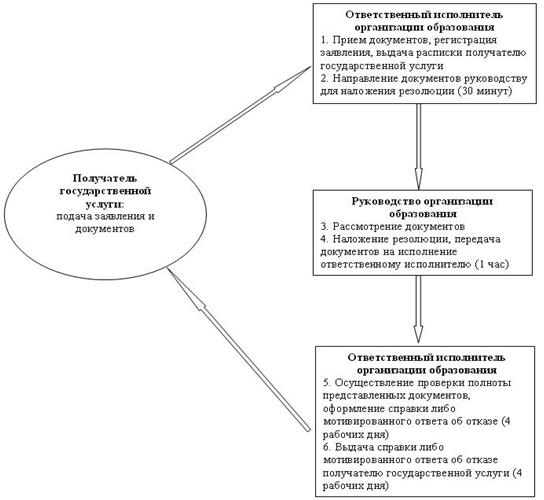 Ответственный исполнитель
организации образования
1. Прием документов, регистрация
заявления, выдача расписки получателю
государственной услуги
2. Направление документов руководству
для наложения резолюции (30 минут)
Получатель
государственной
услуги:
подача заявления и
документов
Руководство организации
образования
3. Рассмотрение документов
4. Наложение резолюции, передача
документов на исполнение
ответственному исполнителю (1 час)
Ответственный исполнитель
организации образования
5. Осуществление проверки полноты
представленных документов,
оформление справки либо
мотивированного ответа об отказе (4
рабочих дня)
6. Выдача справки либо
мотивированного ответа об отказе
получателю государственной услуги (4
рабочих дня)